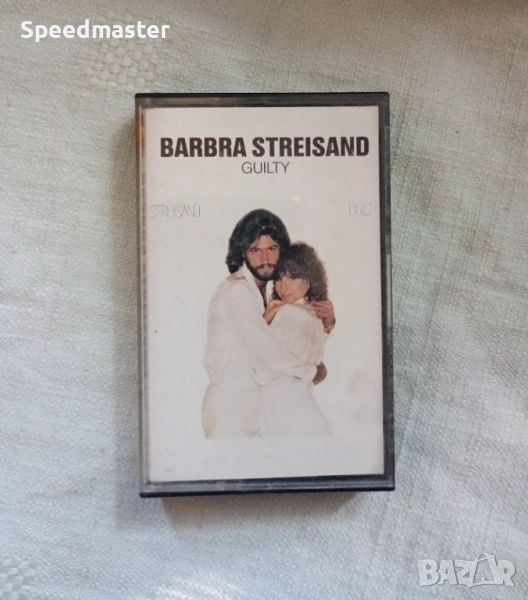 Speedmaster
BARBRA STREISAND
GUILTY
STREISAND GUILTY
BAZAR